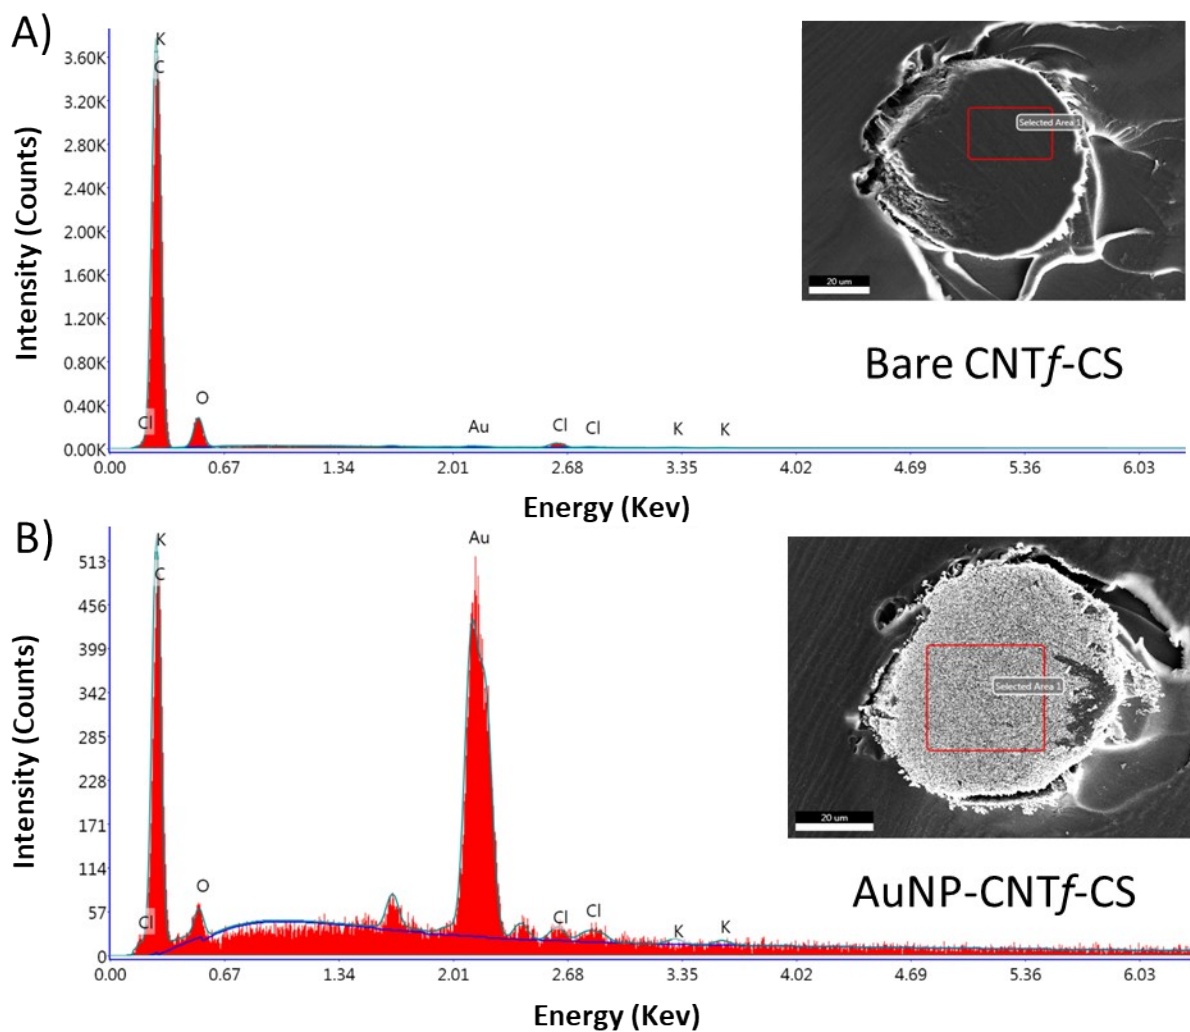 A)
Intensity (Counts)
3.60K
3.20K
2.80K
2.40K
2.00K
1.60K
1.20K
0.80K
0.40K
0.00K
K
C
Cl
O
Au
Cl
Cl
K
K
0.00
0.67
1.34
2.01
2.68
3.35
4.02
4.69
5.36
6.03
Energy (Kev)
Selected Area 1
20 um
Bare CNTf-CS
B)
Intensity (Counts)
513
456
399
342
285
228
171
114
57
0
K
C
Cl
O
Au
Cl
Cl
K
K
0.00
0.67
1.34
2.01
2.68
3.35
4.02
4.69
5.36
6.03
Energy (Kev)
Selected Area 1
20 um
AuNP-CNTf-CS